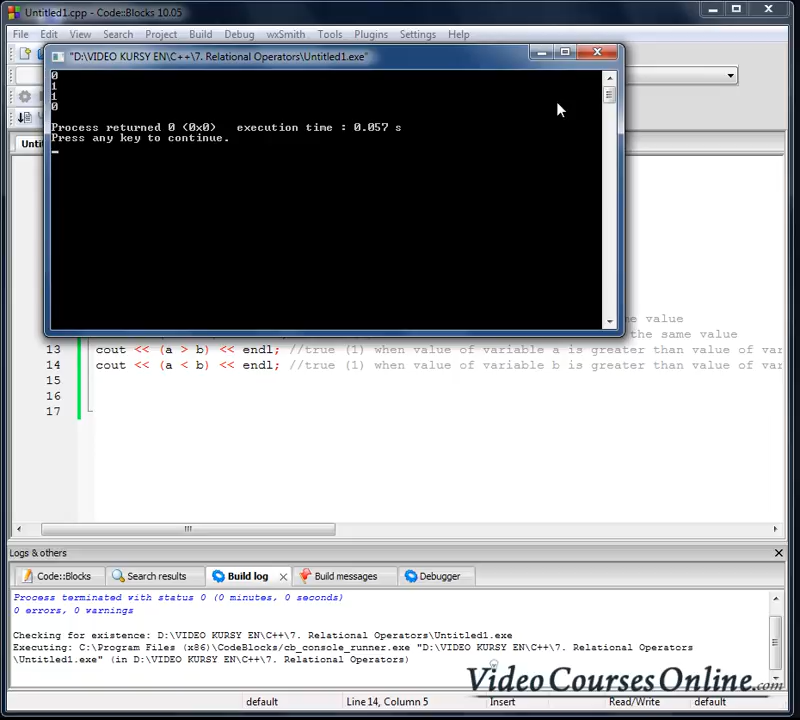 Untitled1.cpp - Code::Blocks 10.05
File Edit View Search Project Build Debug wxSmith Tools Plugins Settings Help
"D:\VIDEO KURSY EN\C++\7. Relational Operators\Untitled1.exe"
0
1
1
0
Process returned 0 (0x0)   execution time : 0.057 s
Press any key to continue.
Untit
me value
the same value
13 cout << (a > b) << endl; //true (1) when value of variable a is greater than value of var
14 cout << (a < b) << endl; //true (1) when value of variable b is greater than value of var
15
16
17
Logs & others
Code::Blocks Search results Build log Build messages Debugger
Process terminated with status 0 (0 minutes, 0 seconds)
0 errors, 0 warnings
Checking for existence: D:\VIDEO KURSY EN\C++\7. Relational Operators\Untitled1.exe
Executing: C:\Program Files (x86)\CodeBlocks/cb_console_runner.exe "D:\VIDEO KURSY EN\C++\7. Relational Operators
\Untitled1.exe" (in D:\VIDEO KURSY EN\C++\7. Relational Operators)
VideoCoursesOnline.com
default Line 14, Column 5 Insert Read/Write default